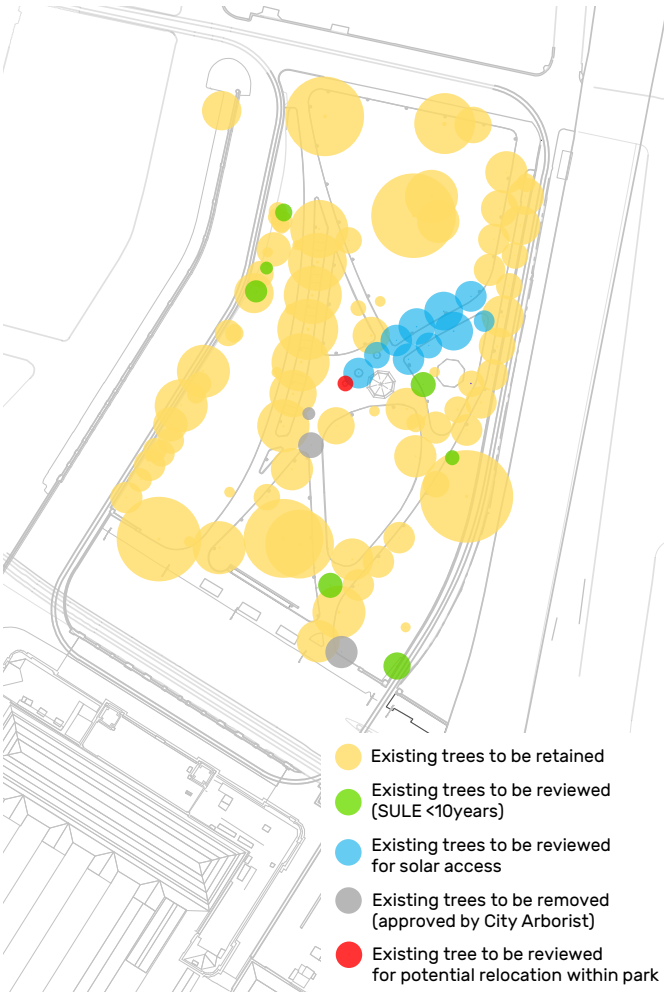 Existing trees to be retained
Existing trees to be reviewed
(SULE <10years)
Existing trees to be reviewed
for solar access
Existing trees to be removed
(approved by City Arborist)
Existing tree to be reviewed
for potential relocation within park